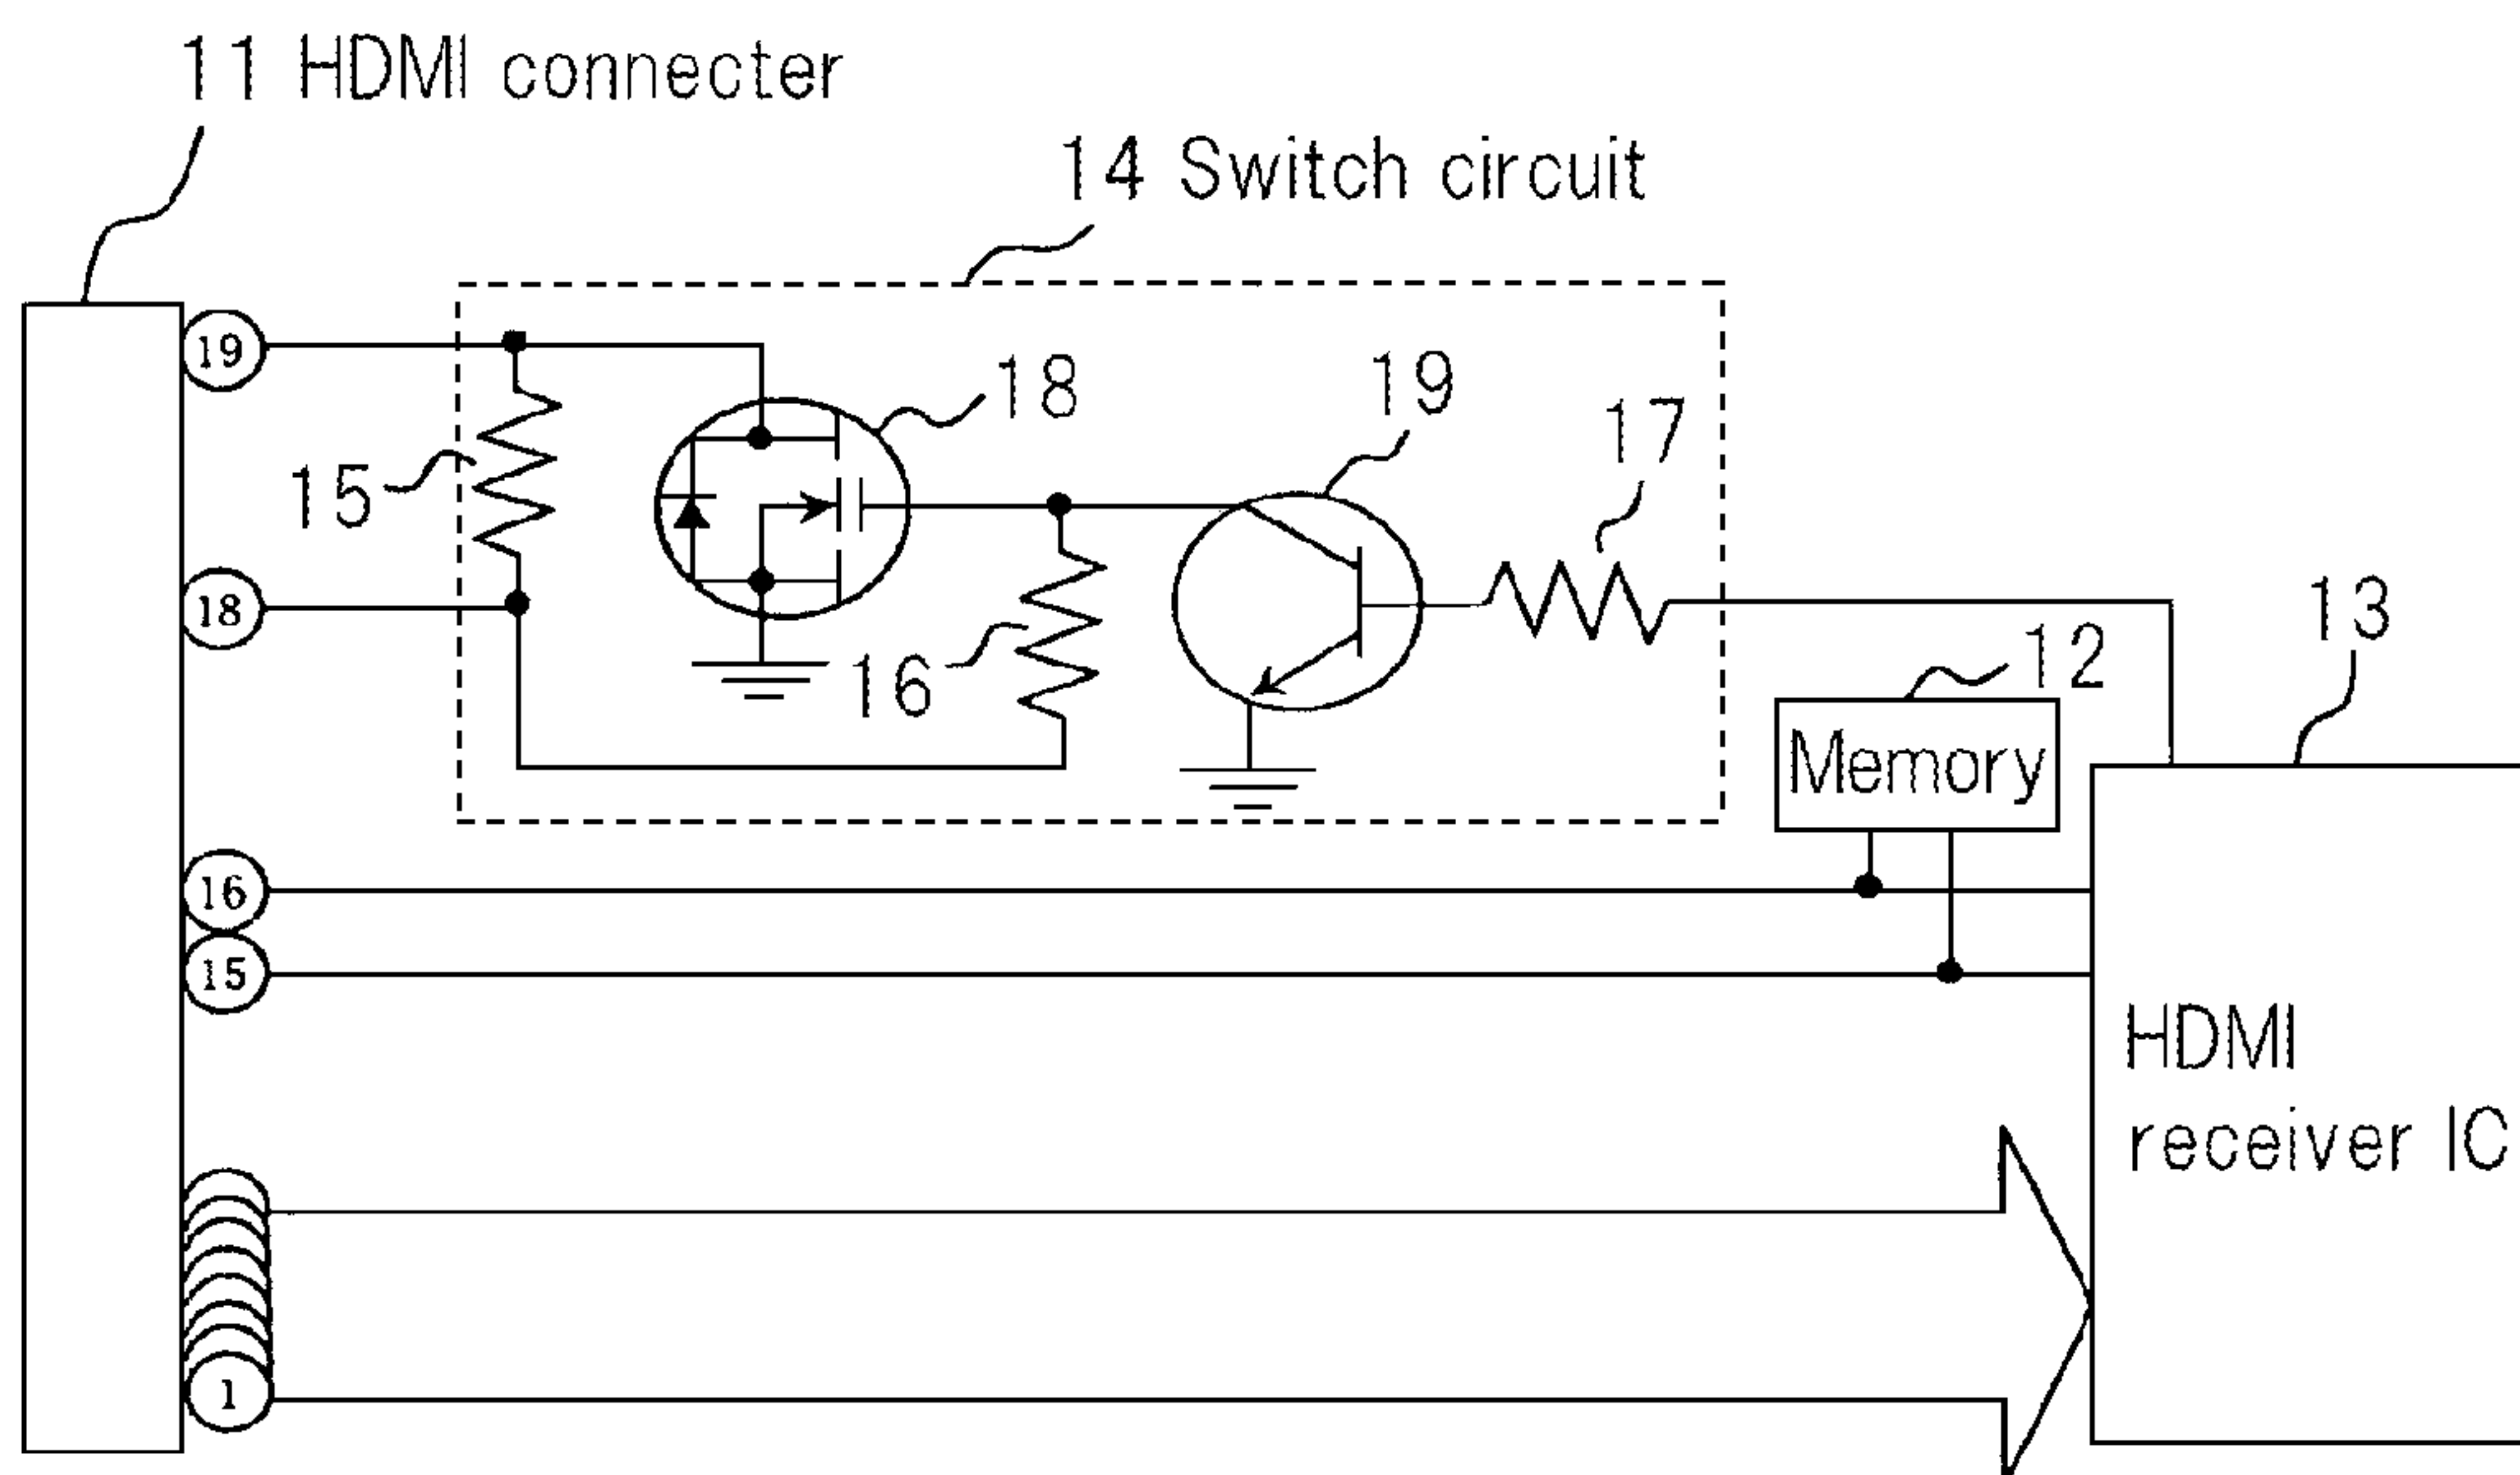 11 HDMI connecter
14 Switch circuit
19
18
19
17
15
18
16
12
13
Memory
16
15
HDMI
receiver IC
1